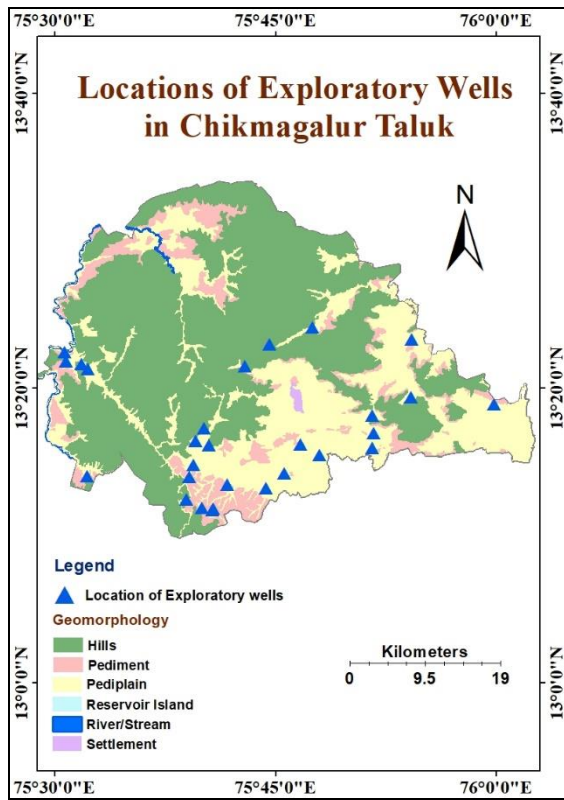 75°30'0"E 75°45'0"E 76°0'0"E
Locations of Exploratory Wells
in Chikmagalur Taluk
N
13°40'0"N 13°40'0"N
13°20'0"N 13°20'0"N
13°0'0"N 13°0'0"N
Legend
Location of Exploratory wells
Geomorphology
Hills
Pediment
Pediplain
Reservoir Island
River/Stream
Settlement
Kilometers
0 9.5 19
75°30'0"E 75°45'0"E 76°0'0"E